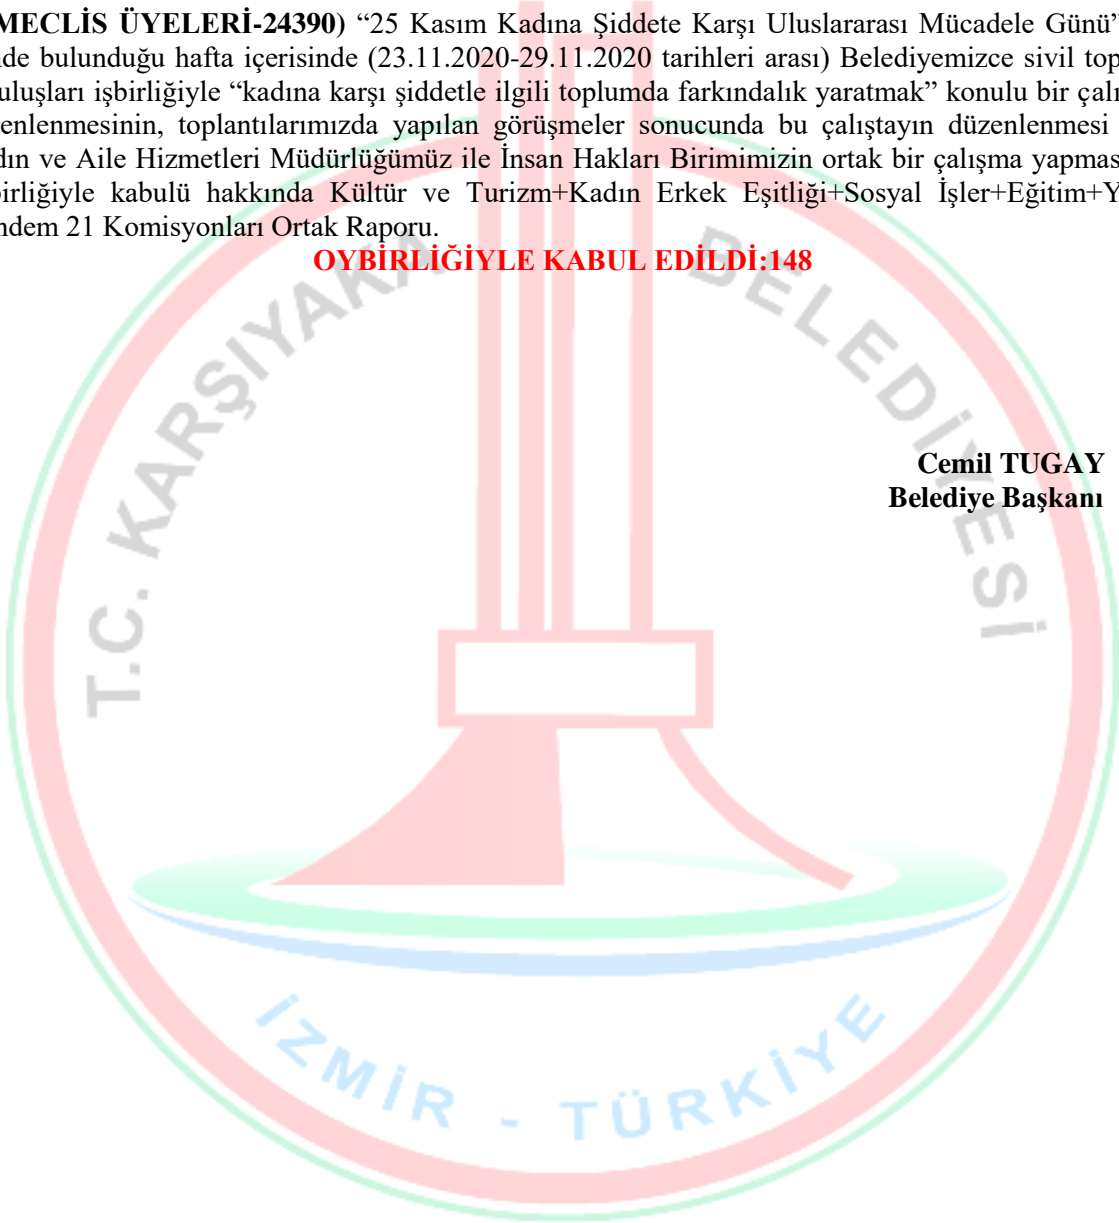 MECLİS ÜYELERİ-24390) “25 Kasım Kadına Şiddete Karşı Uluslararası Mücadele Günü”
nde bulunduğu hafta içerisinde (23.11.2020-29.11.2020 tarihleri arası) Belediyemizce sivil top
uluşları işbirliğiyle “kadına karşı şiddetle ilgili toplumda farkındalık yaratmak” konulu bir çalı
enlenmesinin, toplantılarımızda yapılan görüşmeler sonucunda bu çalıştayın düzenlenmesi
dın ve Aile Hizmetleri Müdürlüğümüz ile İnsan Hakları Birimimizin ortak bir çalışma yapmas
birliğiyle kabulü hakkında Kültür ve Turizm+Kadın Erkek Eşitliği+Sosyal İşler+Eğitim+Y
ndem 21 Komisyonları Ortak Raporu.
OYBİRLİĞİYLE KABUL EDİLDİ:148
T.C. KARŞIYAKA BELEDİYESİ
Cemil TUGAY
Belediye Başkanı
İZMİR - TÜRKİYE